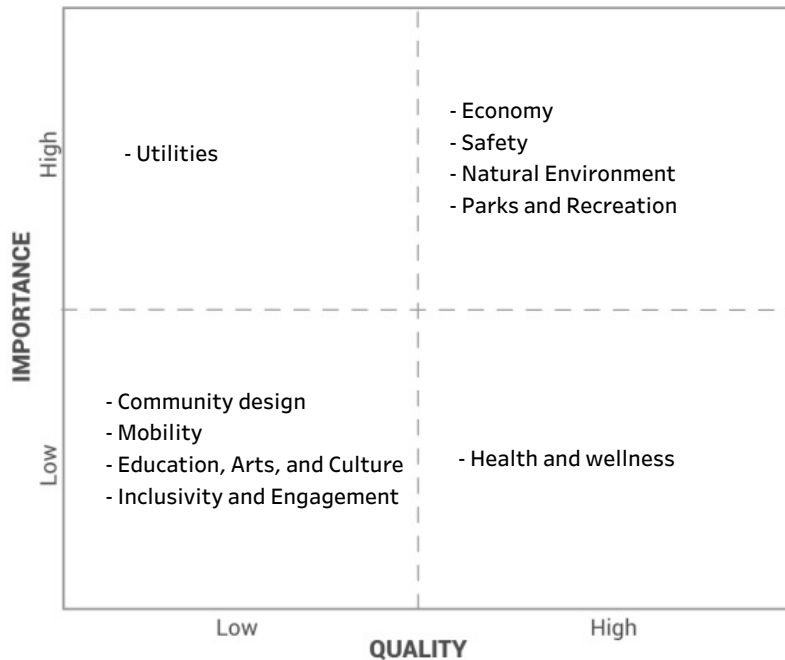 - Utilities
- Economy
- Safety
- Natural Environment
- Parks and Recreation
High
IMPORTANCE
Low
- Community design
- Mobility
- Education, Arts, and Culture
- Inclusivity and Engagement
- Health and wellness
Low
High
QUALITY